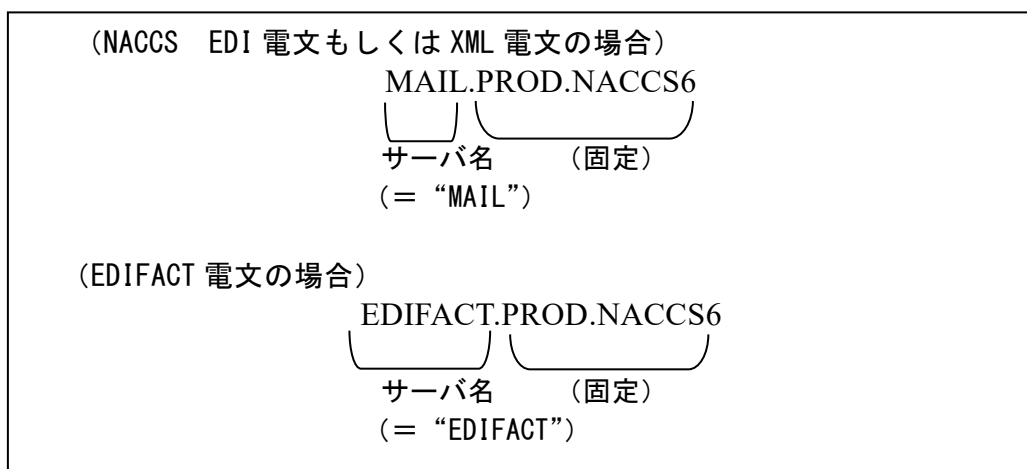 （NACCS　EDI 電文もしくは XML 電文の場合）
MAIL.PROD.NACCS6
サーバ名　　（固定）
（＝ “MAIL”）
（EDIFACT 電文の場合）
EDIFACT.PROD.NACCS6
サーバ名　　（固定）
（＝ “EDIFACT”）